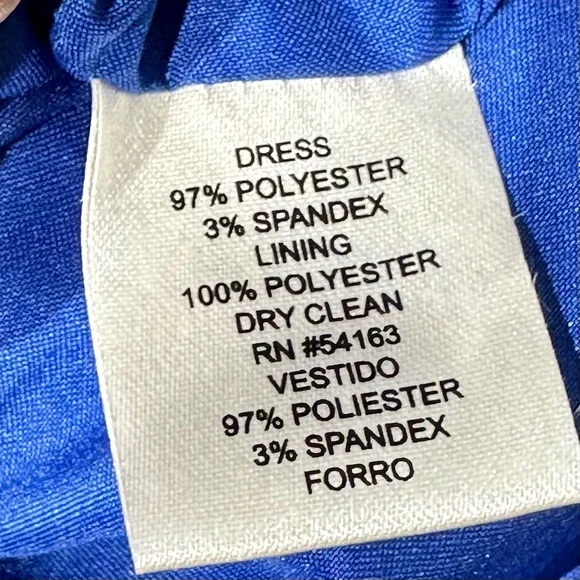 DRESS
97% POLYESTER
3% SPANDEX
LINING
100% POLYESTER
DRY CLEAN
RN #54163
VESTIDO
97% POLIESTER
3% SPANDEX
FORRO